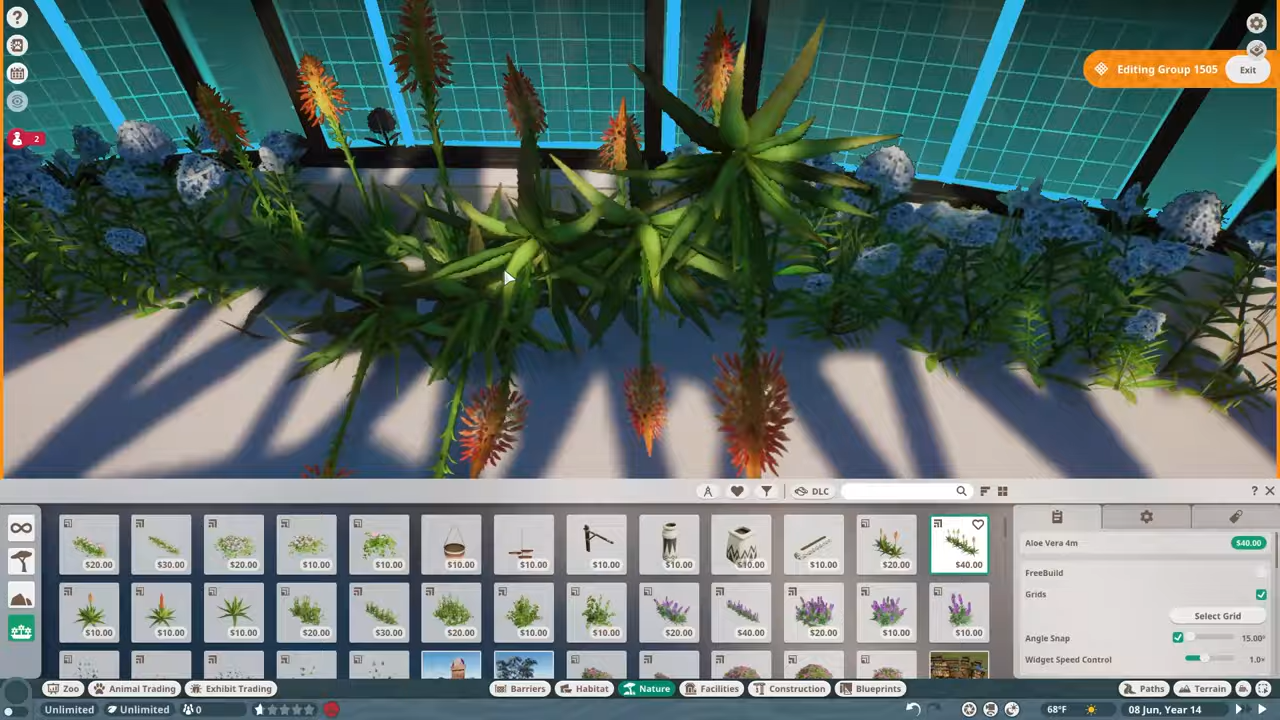 Editing Group 1505 Exit
2
DLC
?
$20.00 $30.00 $20.00 $10.00 $10.00 $10.00 $10.00 $10.00 $10.00 $10.00 $10.00 $20.00 $40.00
$10.00 $10.00 $10.00 $20.00 $30.00 $20.00 $10.00 $10.00 $20.00 $40.00 $20.00 $10.00 $10.00
Aloe Vera 4m $40.00
FreeBuild
Grids
Select Grid
Angle Snap 15.00°
Widget Speed Control 1.0×
Zoo Animal Trading Exhibit Trading Barriers Habitat Nature Facilities Construction Blueprints Paths Terrain
Unlimited Unlimited 0 68°F 08 Jun, Year 14